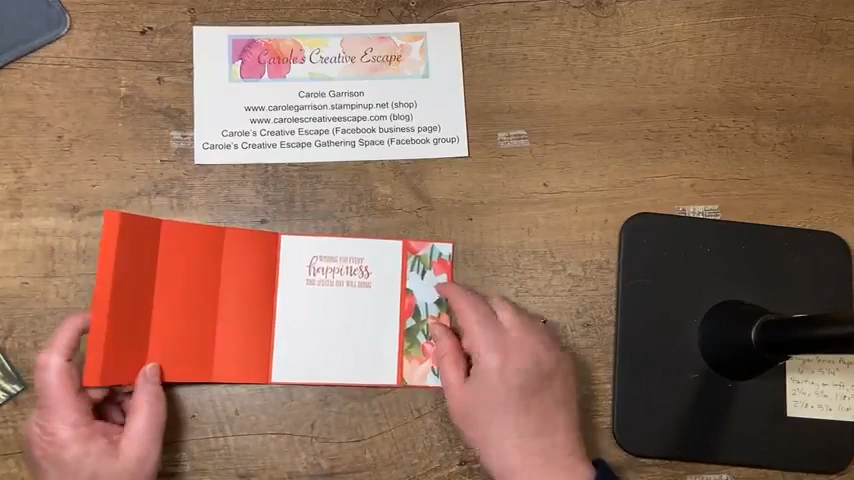 Carole's Creative Escape
Carole Garrison
www.carolegarrison.stampinup.net (shop)
www.carolescreativeescape.com (blog)
Carole's Creative Escape (Facebook business page)
Carole's Creative Escape Gathering Space (Facebook group)
happiness